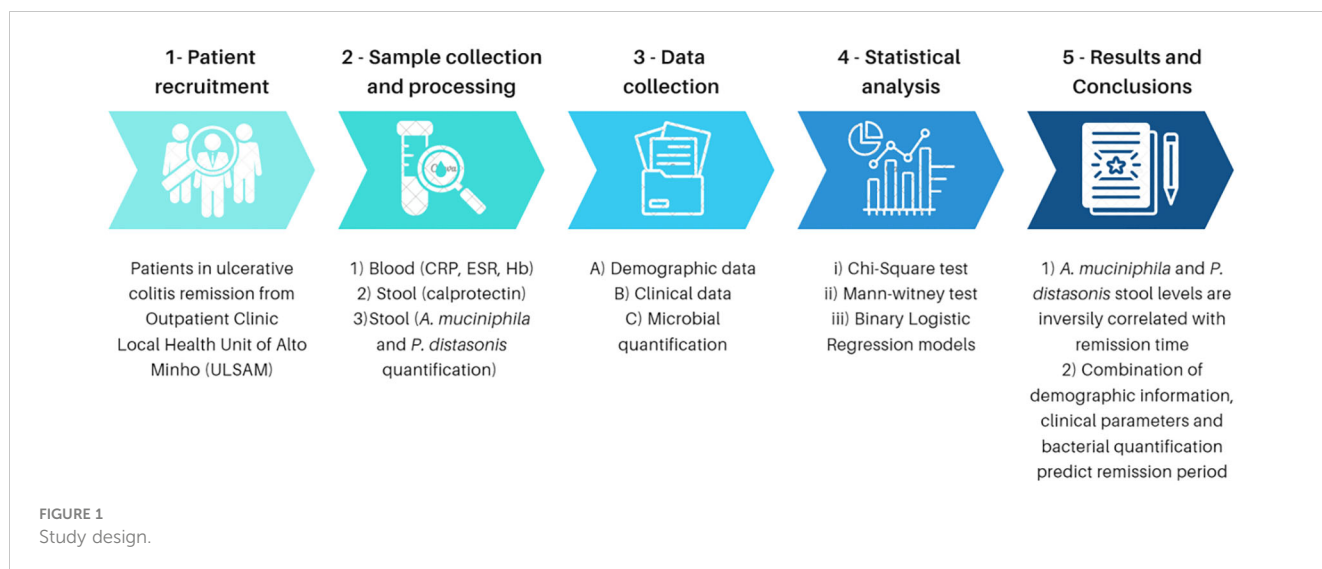 1- Patient
recruitment
2 - Sample collection
and processing
3 - Data
collection
4 - Statistical
analysis
5 - Results and
Conclusions
Patients in ulcerative
colitis remission from
Outpatient Clinic
Local Health Unit of Alto
Minho (ULSAM)
1) Blood (CRP, ESR, Hb)
2) Stool (calprotectin)
3)Stool (A. muciniphila
and P. distasonis
quantification)
A) Demographic data
B) Clinical data
C) Microbial
quantification
i) Chi-Square test
ii) Mann-witney test
iii) Binary Logistic
Regression models
1) A. muciniphila and P.
distasonis stool levels are
inversily correlated with
remission time
2) Combination of
demographic information,
clinical parameters and
bacterial quantification
predict remission period
FIGURE 1
Study design.